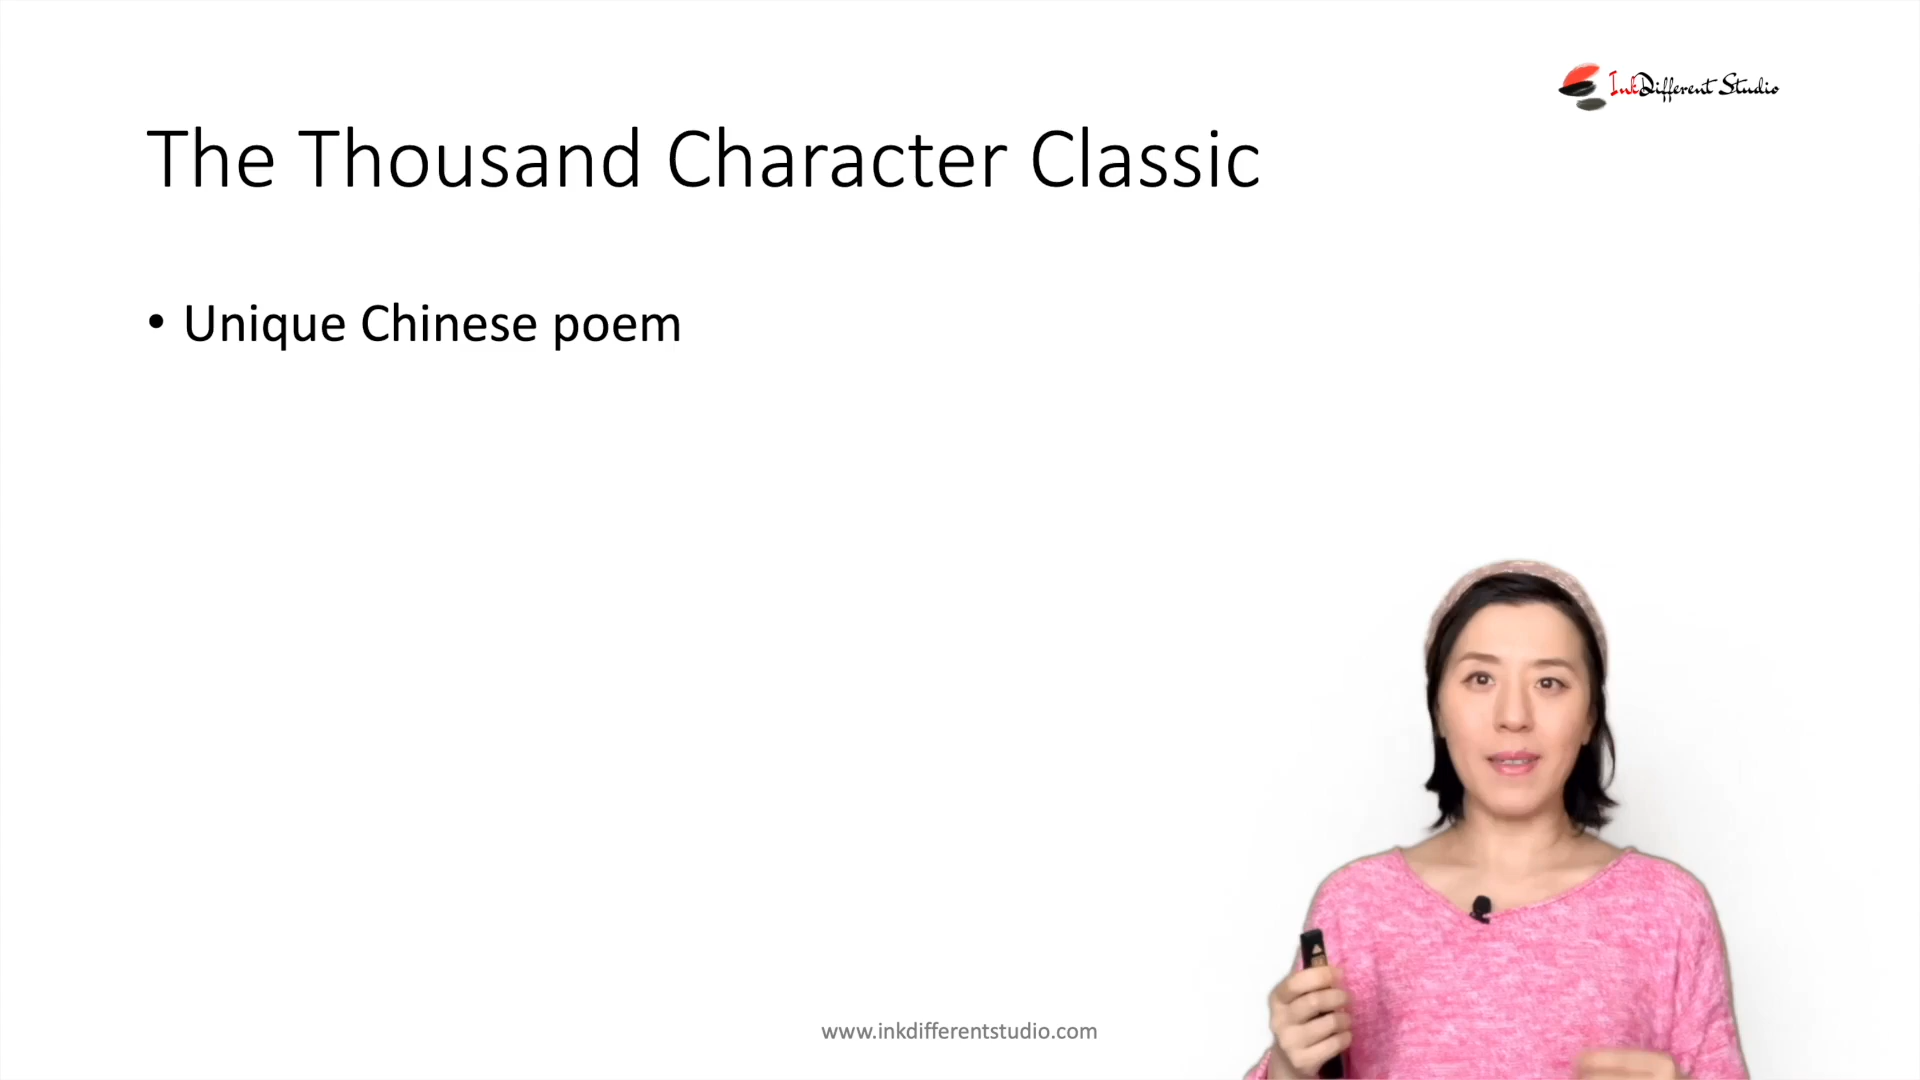 InkDifferent Studio
The Thousand Character Classic
• Unique Chinese poem
www.inkdifferentstudio.com